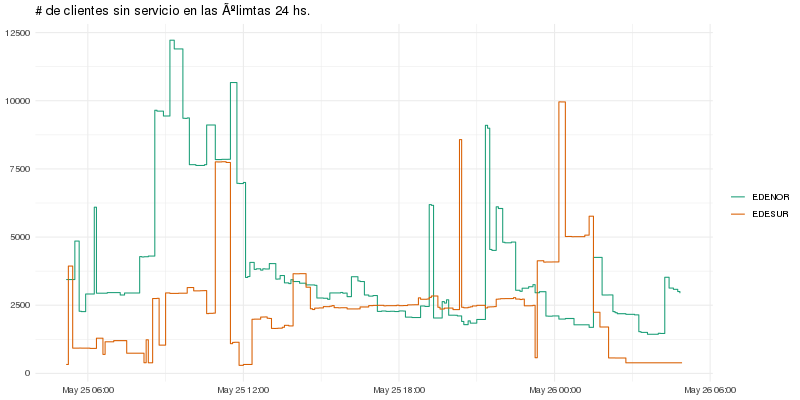 # de clientes sin servicio en las Ãºlimtas 24 hs.
12500
10000
7500
5000
2500
0
May 25 06:00
May 25 12:00
May 25 18:00
May 26 00:00
May 26 06:00
EDENOR
EDESUR